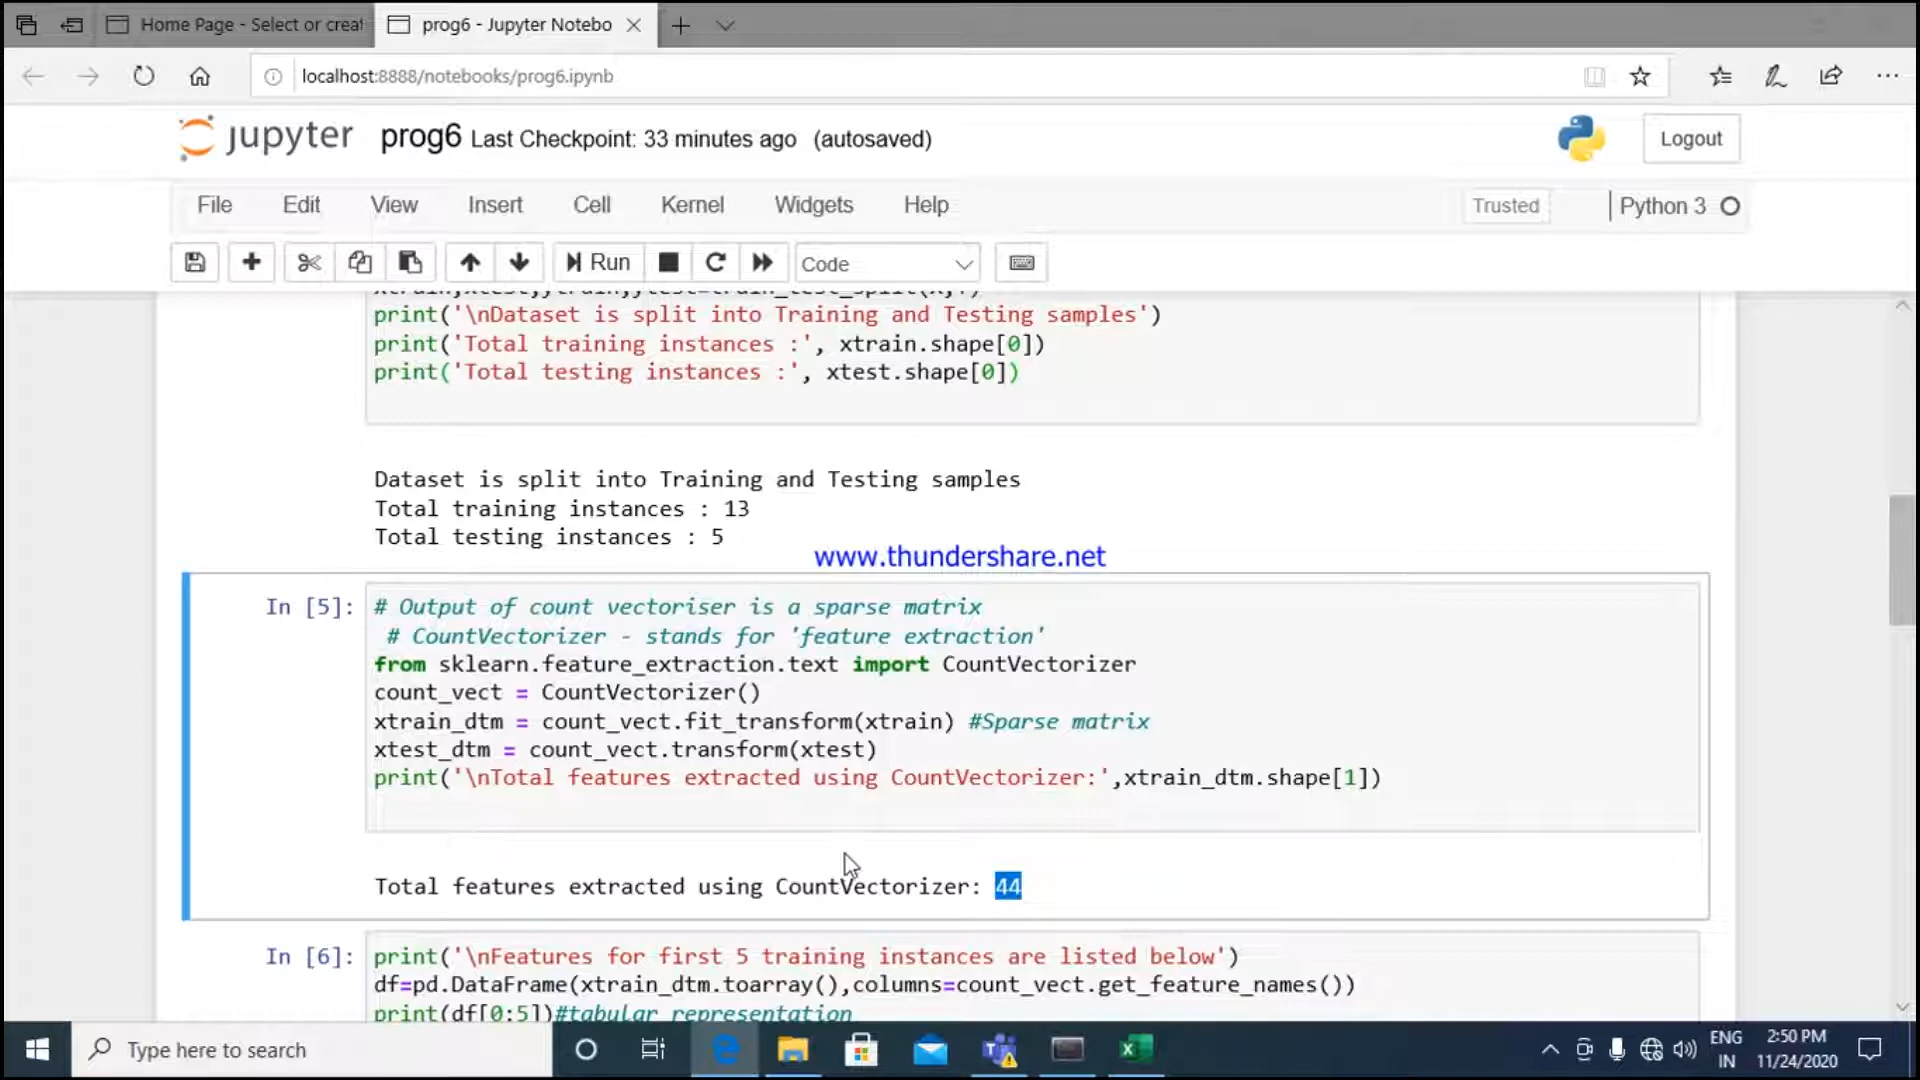 Home Page - Select or creat
prog6 - Jupyter Notebo
localhost:8888/notebooks/prog6.ipynb
jupyter prog6 Last Checkpoint: 33 minutes ago (autosaved)
Logout
File Edit View Insert Cell Kernel Widgets Help
Trusted
Python 3
Run
Code
xtrain,xtest,ytrain,ytest=train_test_split(x,y)
print('\nDataset is split into Training and Testing samples')
print('Total training instances :', xtrain.shape[0])
print('Total testing instances :', xtest.shape[0])
Dataset is split into Training and Testing samples
Total training instances : 13
Total testing instances : 5
www.thundershare.net
In [5]:
# Output of count vectoriser is a sparse matrix
# CountVectorizer - stands for 'feature extraction'
from sklearn.feature_extraction.text import CountVectorizer
count_vect = CountVectorizer()
xtrain_dtm = count_vect.fit_transform(xtrain) #Sparse matrix
xtest_dtm = count_vect.transform(xtest)
print('\nTotal features extracted using CountVectorizer:',xtrain_dtm.shape[1])
Total features extracted using CountVectorizer: 44
In [6]:
print('\nFeatures for first 5 training instances are listed below')
df=pd.DataFrame(xtrain_dtm.toarray(),columns=count_vect.get_feature_names())
print(df[0:5])#tabular representation
Type here to search
ENG
IN
2:50 PM
11/24/2020